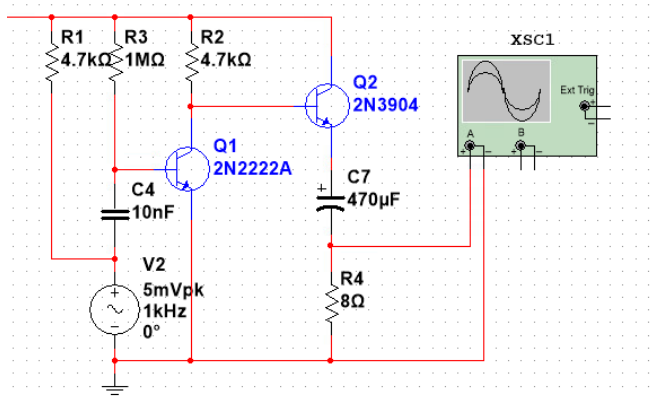 XSC1
R1
4.7kΩ
R3
1MΩ
R2
4.7kΩ
Q2
2N3904
Ext Trig
+
−
A
B
+ −
+ −
Q1
2N2222A
C7
+
470µF
C4
10nF
V2
+
5mVpk
1kHz
0°
−
R4
8Ω